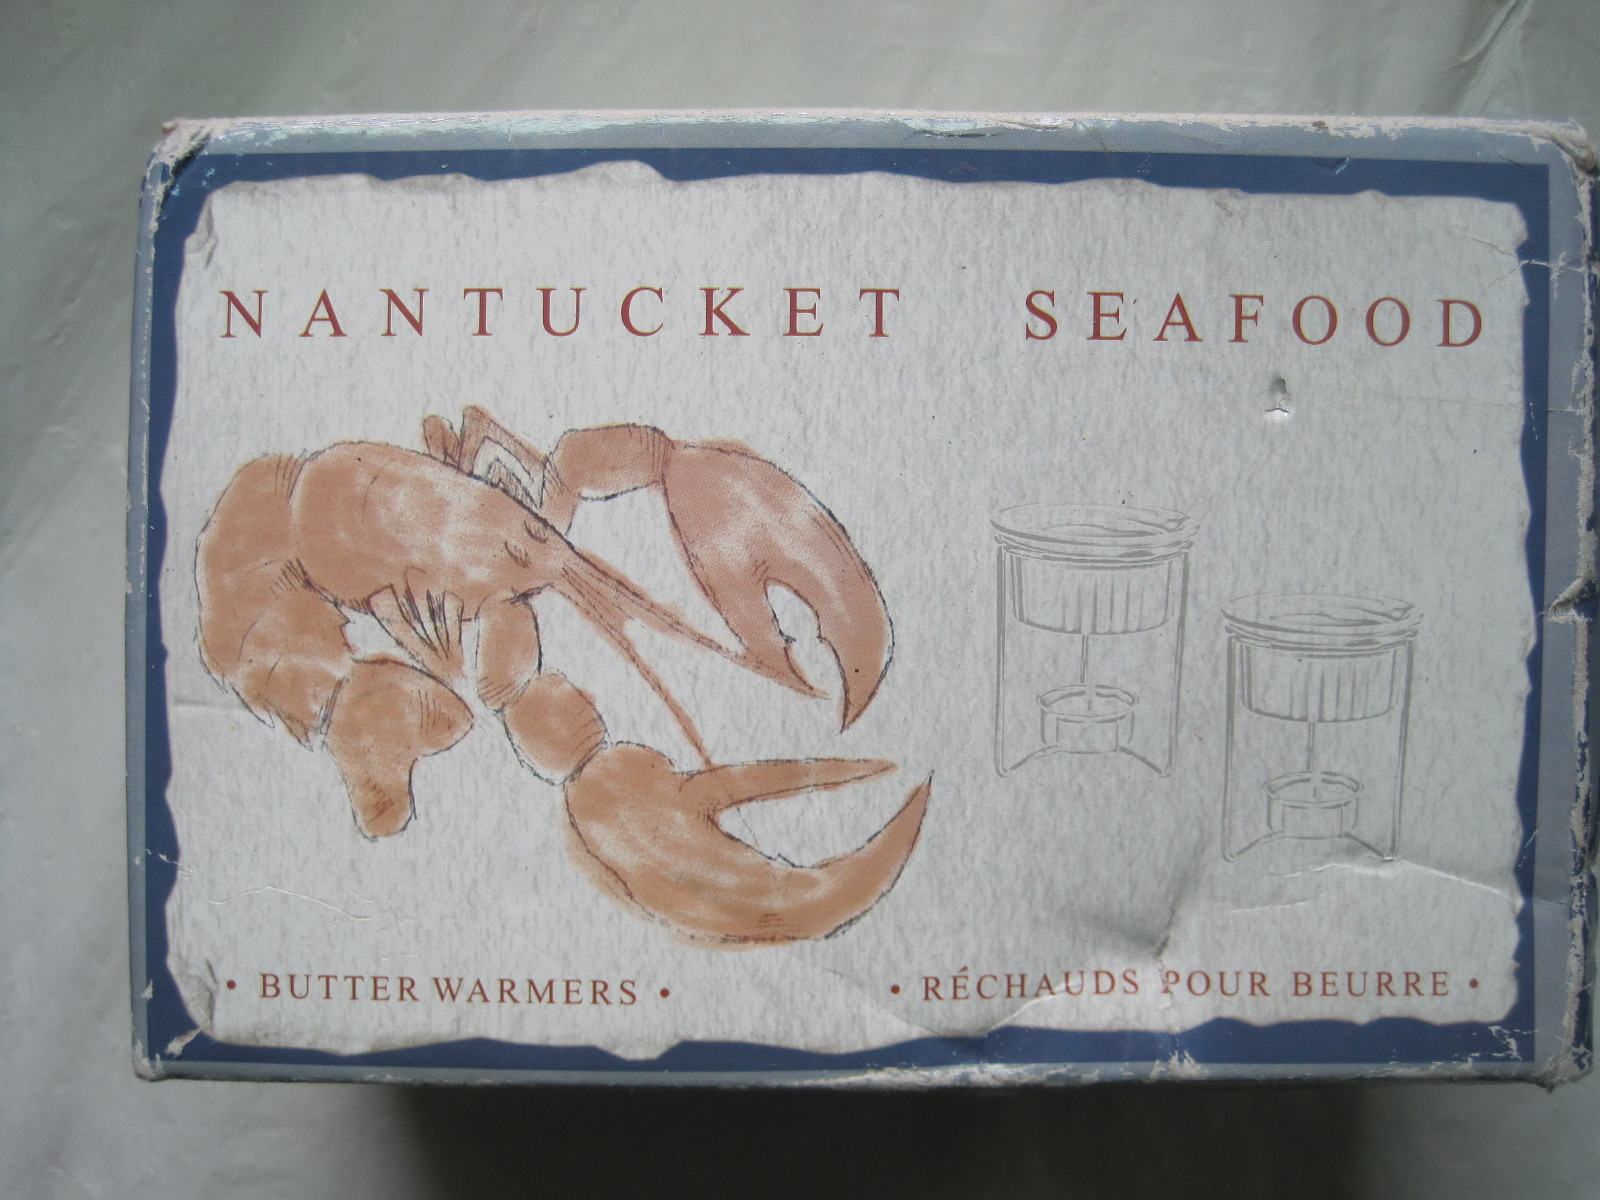 NANTUCKET SEAFOOD
• BUTTER WARMERS • • RÉCHAUDS POUR BEURRE •